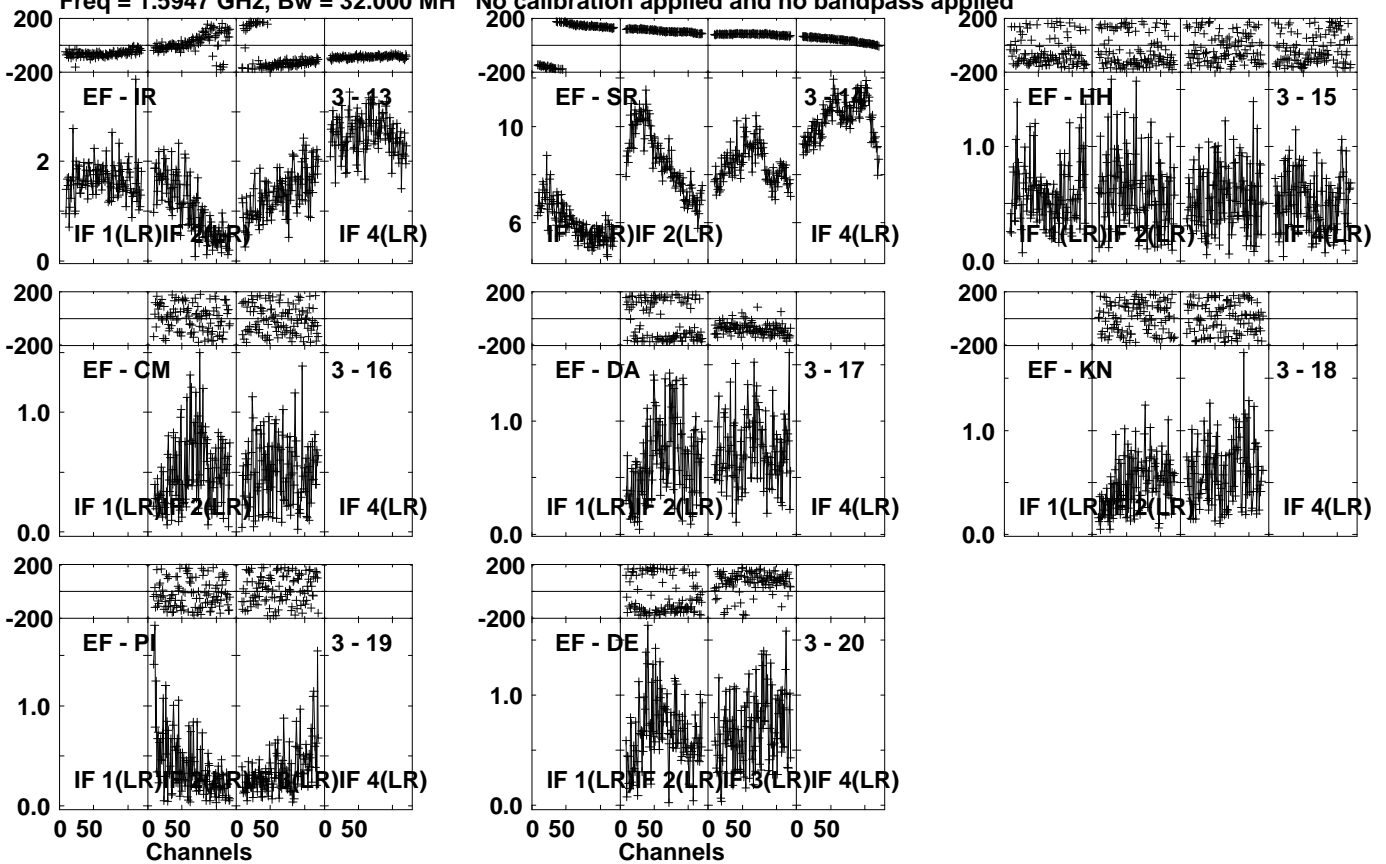 Freq = 1.5947 GHz, Bw = 32.000 MH No calibration applied and no bandpass applied
200 200 200
-200 -200 -200
EF - IR 3 - 13 EF - SR EF - HH 3 - 15
10 1.0
2
6
IF 1(LR) IF 2(LR) IF 4(LR) IF 1(LR) IF 2(LR) IF 4(LR) IF 1(LR) IF 2(LR) IF 4(LR)
0 0.0
200 200 200
-200 -200 -200
EF - CM 3 - 16 EF - DA 3 - 17 EF - KN 3 - 18
1.0 1.0 1.0
IF 1(LR) IF 2(LR) IF 4(LR) IF 1(LR) IF 2(LR) IF 4(LR) IF 1(LR) IF 2(LR) IF 4(LR)
0.0 0.0 0.0
200 200
-200 -200
EF - PI 3 - 19 EF - DE 3 - 20
1.0 1.0
IF 1(LR) IF 2(LR) IF 3(LR) IF 4(LR) IF 1(LR) IF 2(LR) IF 3(LR) IF 4(LR)
0.0 0.0
0 50 0 50 0 50 0 50 0 50 0 50 0 50 0 50
Channels Channels